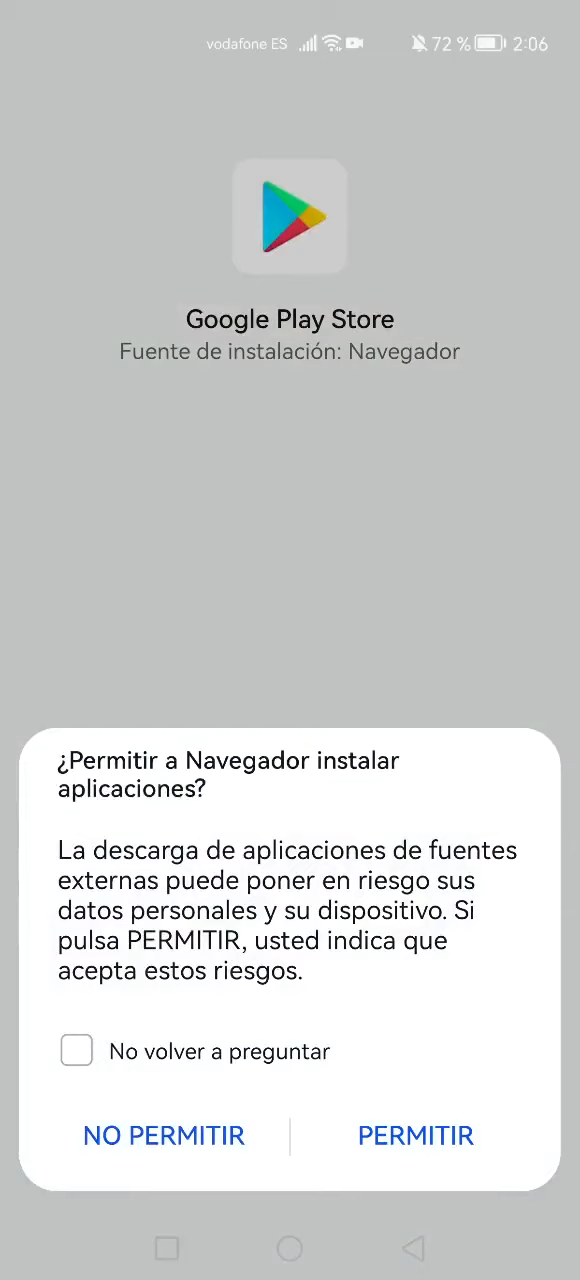 vodafone ES 72 % 2:06
Google Play Store
Fuente de instalación: Navegador
¿Permitir a Navegador instalar
aplicaciones?
La descarga de aplicaciones de fuentes
externas puede poner en riesgo sus
datos personales y su dispositivo. Si
pulsa PERMITIR, usted indica que
acepta estos riesgos.
No volver a preguntar
NO PERMITIR PERMITIR